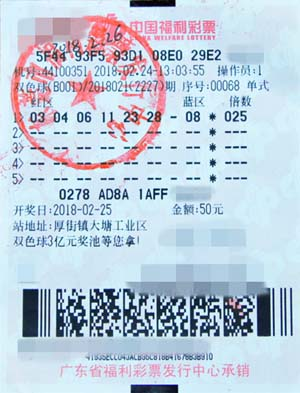 中国福利彩票
CHINA WELFARE LOTTERY
5F44 93F5 93D1 08E0 29E2
机号:44100351 2018-02-24-13:03:55 操作员:1
双色球(B001)/2018021(2227)期 序号:00068 单式
红区 蓝区 倍数
1> 03 04 06 11 23 28 - 08 * 025
2> - - - - - - - - - - *
3> - - - - - - - - - - *
4> - - - - - - - - - - *
5> - - - - - - - - - - *
2018.2.26
0278 AD8A 1AFF
开奖日:2018-02-25 金额:50元
站地址:厚街镇大塘工业区
双色球3亿元奖池等您拿!
广东省福利彩票发行中心承销